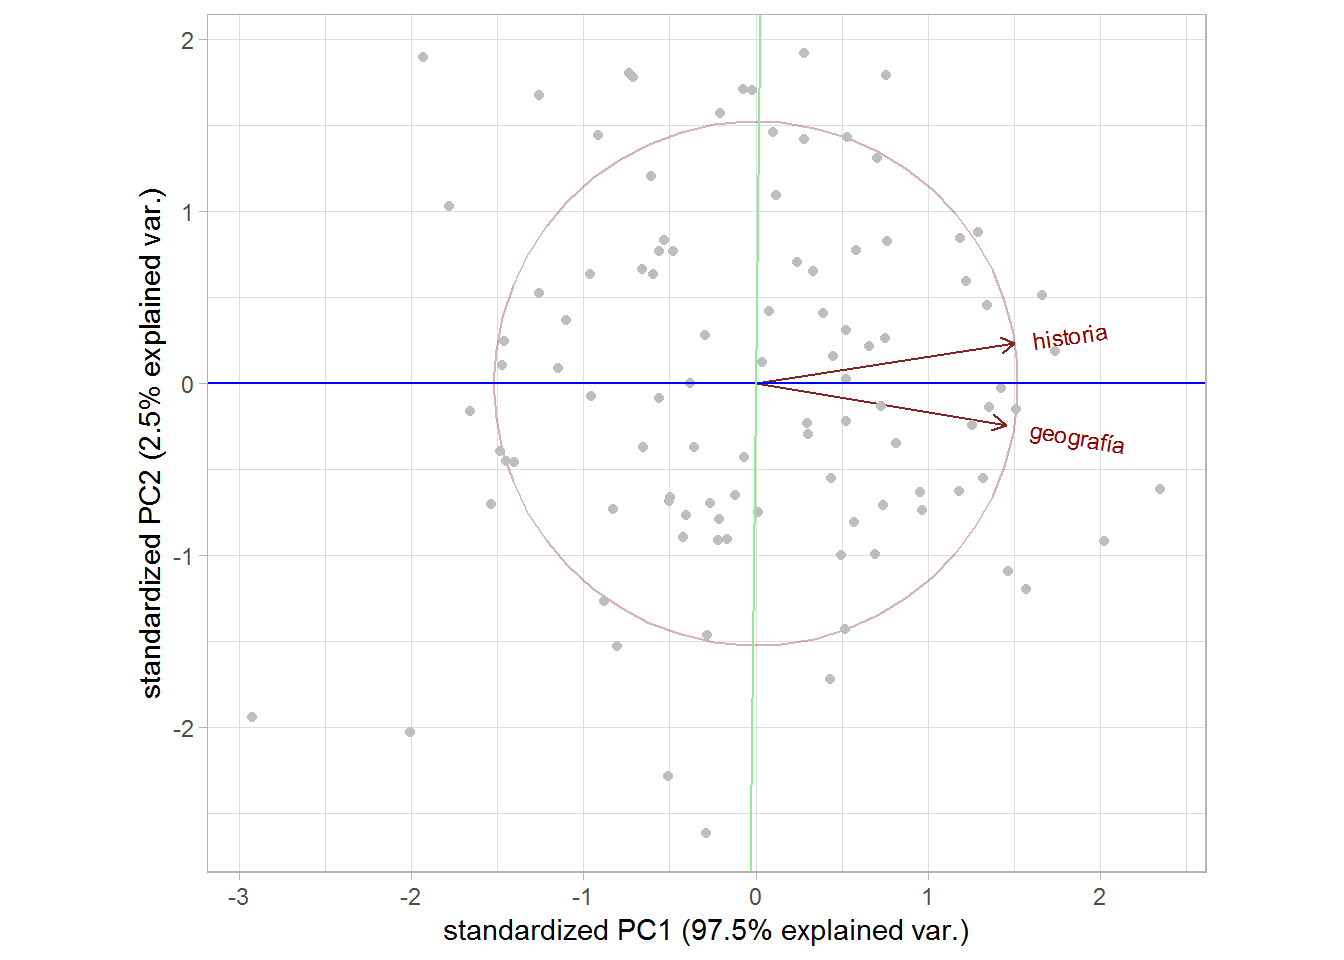 2
1
0
-1
-2
standardized PC2 (2.5% explained var.)
historia
geografía
-3
-2
-1
0
1
2
standardized PC1 (97.5% explained var.)